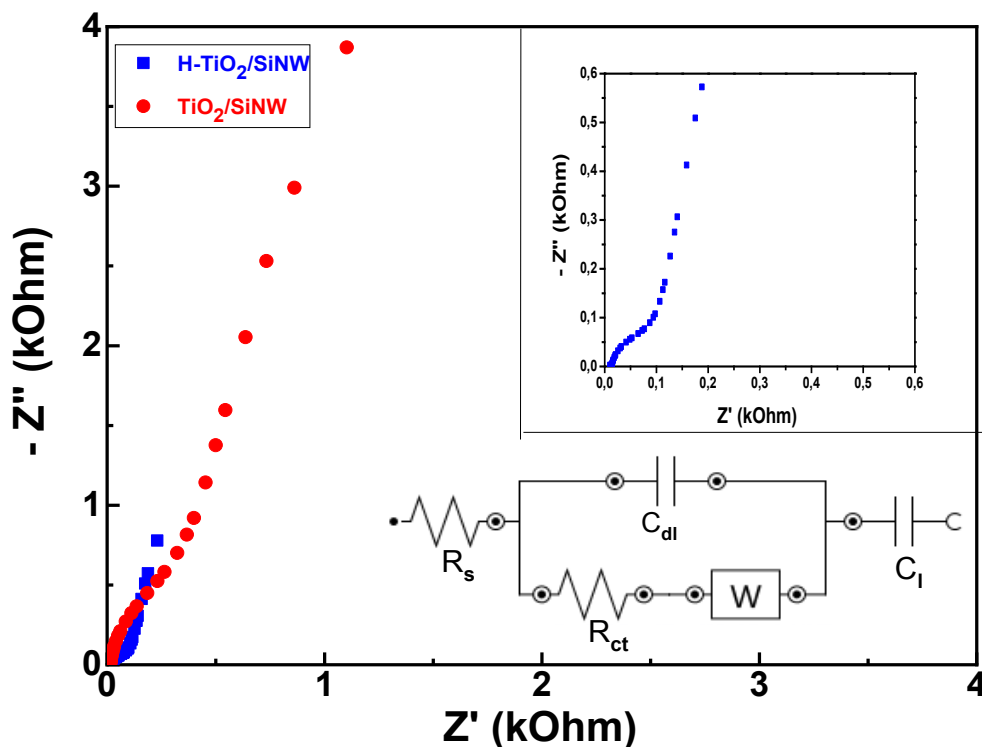 H-TiO₂/SiNW
TiO₂/SiNW
4
3
2
1
0
- Z'' (kOhm)
0
1
2
3
4
Z' (kOhm)
0,6
0,5
0,4
0,3
0,2
0,1
0,0
- Z'' (kOhm)
0,0
0,1
0,2
0,3
0,4
0,5
0,6
Z' (kOhm)
Rs
Cdl
Rct
W
Cl